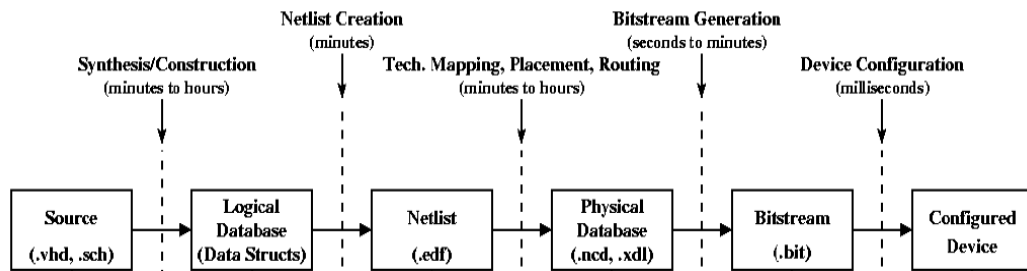 Netlist Creation
(minutes)
Bitstream Generation
(seconds to minutes)
Synthesis/Construction
(minutes to hours)
Tech. Mapping, Placement, Routing
(minutes to hours)
Device Configuration
(milliseconds)
Source
(.vhd, .sch)
Logical
Database
(Data Structs)
Netlist
(.edf)
Physical
Database
(.ncd, .xdl)
Bitstream
(.bit)
Configured
Device